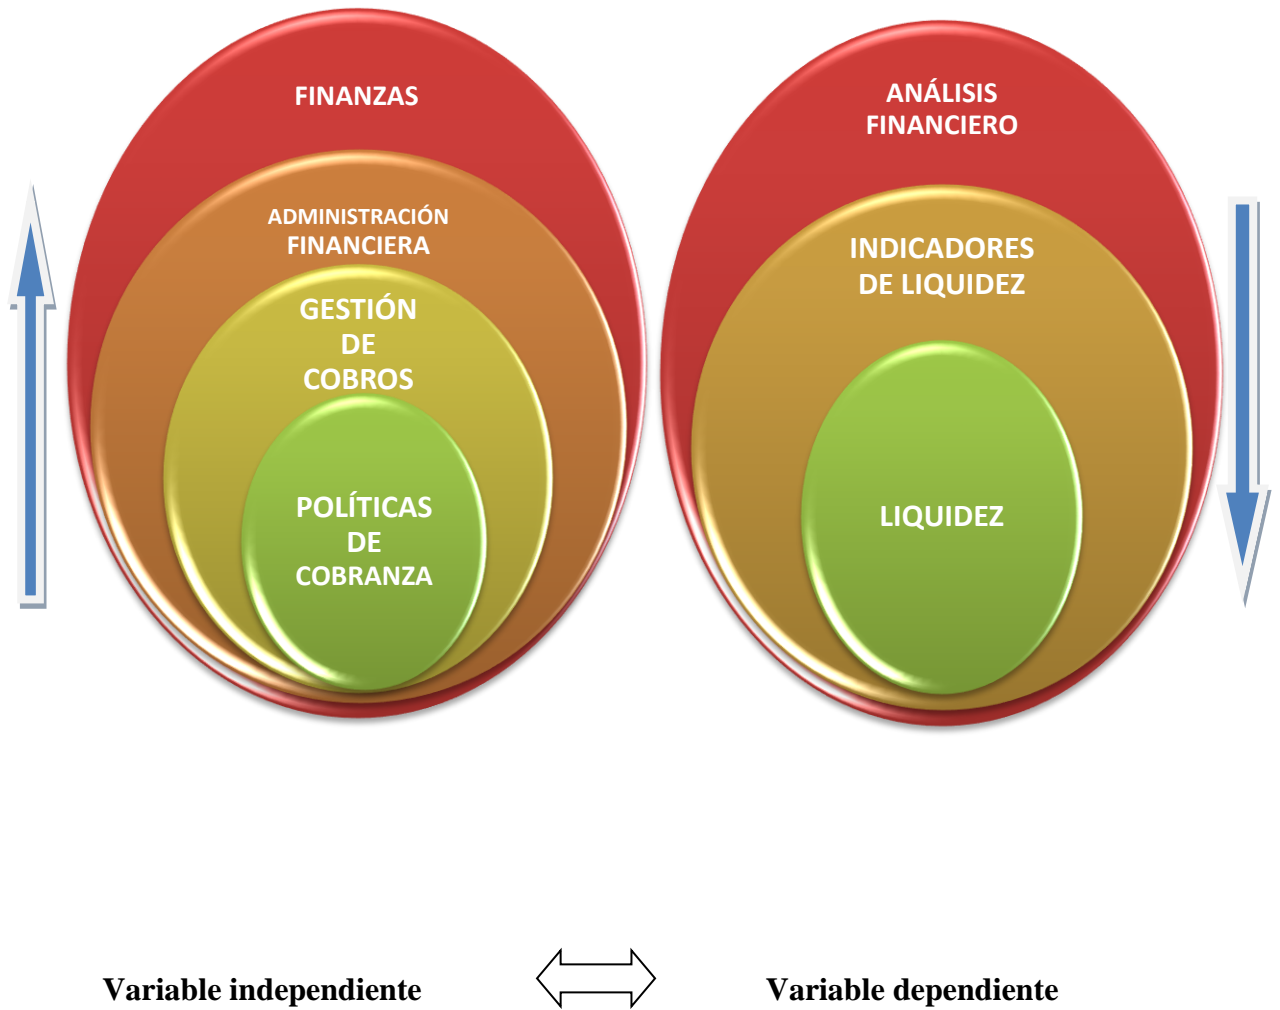 FINANZAS
ADMINISTRACIÓN
FINANCIERA
GESTIÓN
DE
COBROS
POLÍTICAS
DE
COBRANZA
ANÁLISIS
FINANCIERO
INDICADORES
DE LIQUIDEZ
LIQUIDEZ
Variable independiente
Variable dependiente